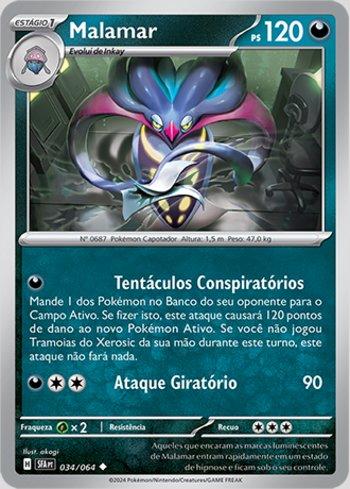 ESTÁGIO 1
Malamar
PS 120
Evolui de Inkay
Nº 0687 Pokémon Capotador Altura: 1,5 m Peso: 47,0 kg
Tentáculos Conspiratórios
Mande 1 dos Pokémon no Banco do seu oponente para o
Campo Ativo. Se fizer isto, este ataque causará 120 pontos
de dano ao novo Pokémon Ativo. Se você não jogou
Tramoias do Xerosic da sua mão durante este turno, este
ataque não fará nada.
Ataque Giratório 90
Fraqueza × 2 Resistência Recuo
Ilust. akagi
H SFA PT 034/064
Aqueles que encaram as marcas luminescentes
de Malamar entram rapidamente em um estado
de hipnose e ficam sob o seu controle.
©2024 Pokémon/Nintendo/Creatures/GAME FREAK